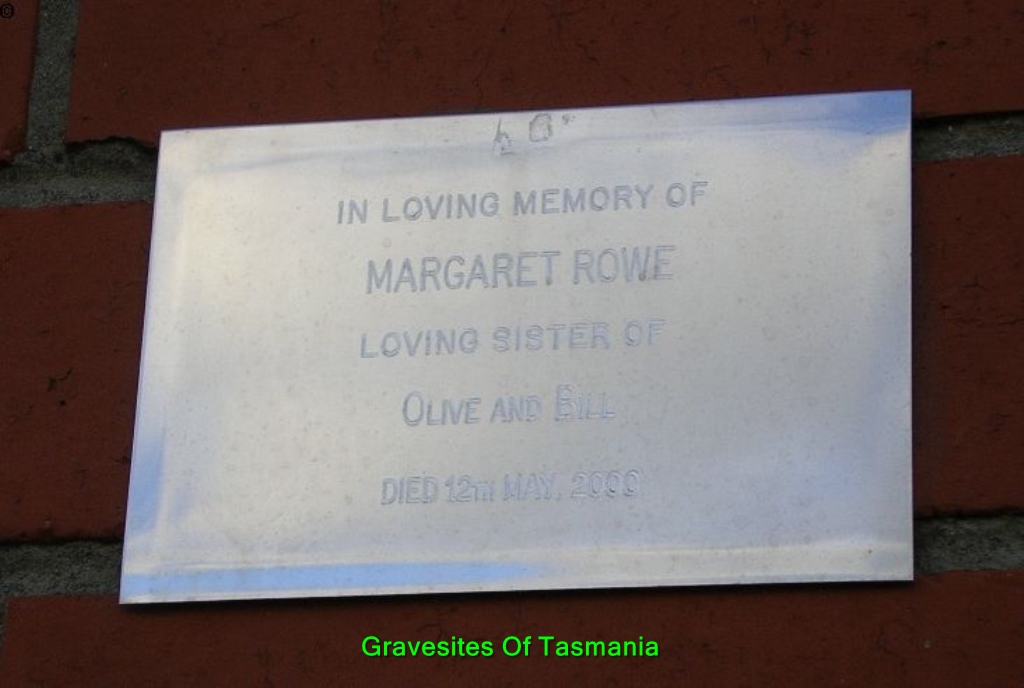 ©
IN LOVING MEMORY OF
MARGARET ROWE
LOVING SISTER OF
OLIVE AND BILL
DIED 12TH MAY, 2000
Gravesites Of Tasmania